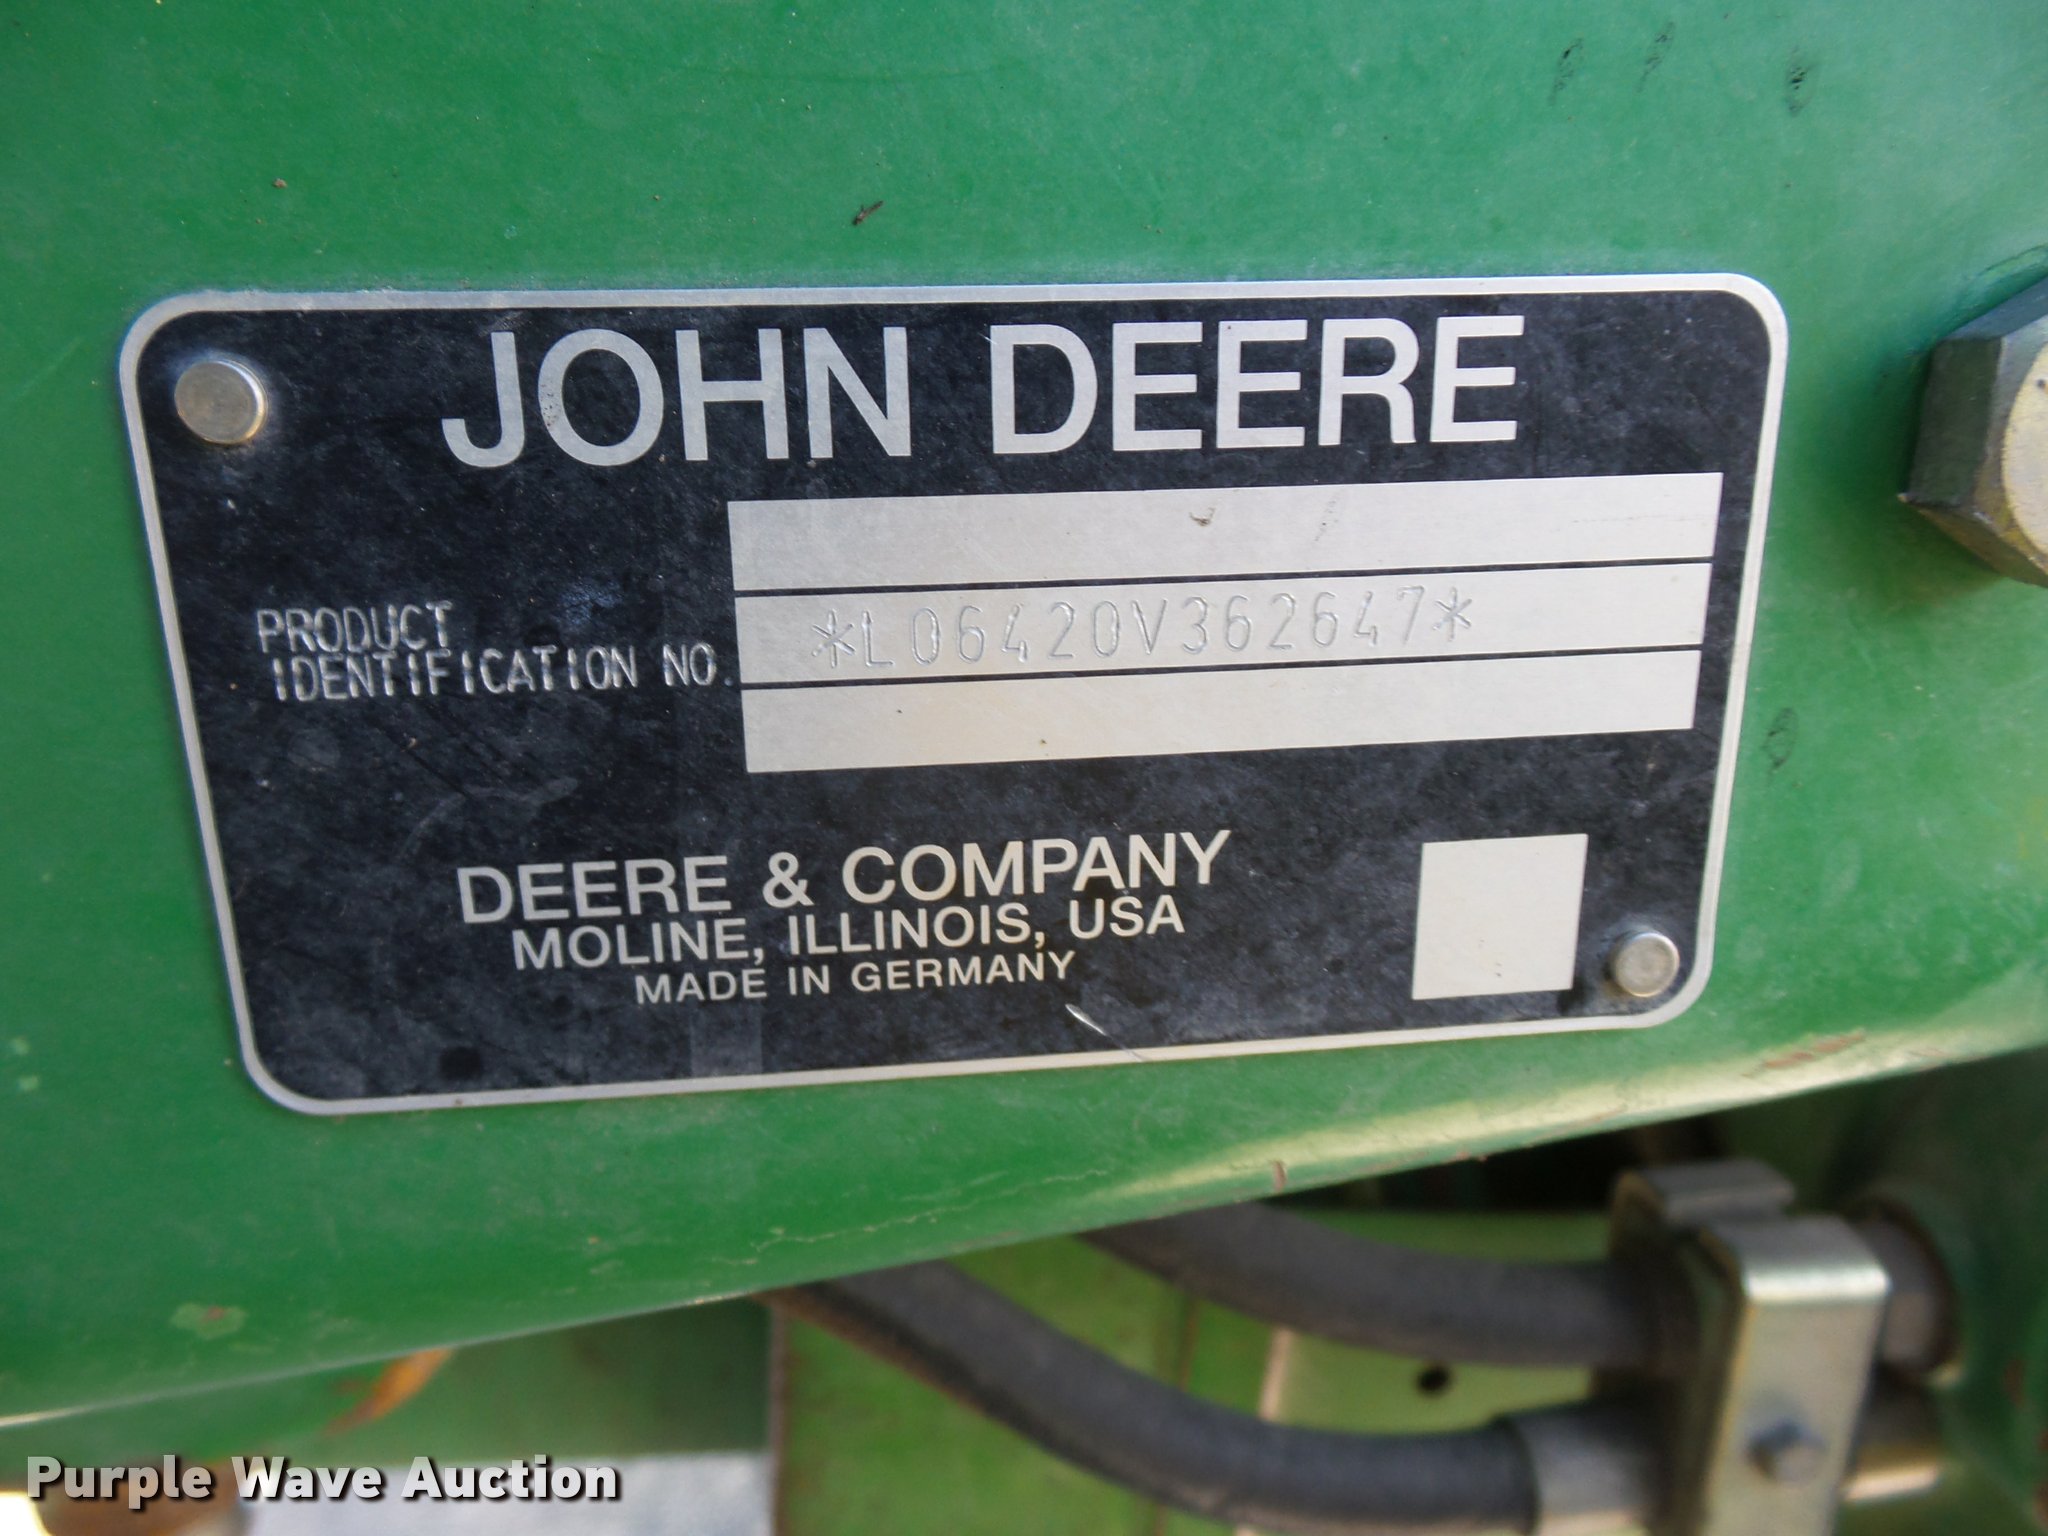 JOHN DEERE
PRODUCT
IDENTIFICATION NO.
*L06420V362647*
DEERE & COMPANY
MOLINE, ILLINOIS, USA
MADE IN GERMANY
Purple Wave Auction